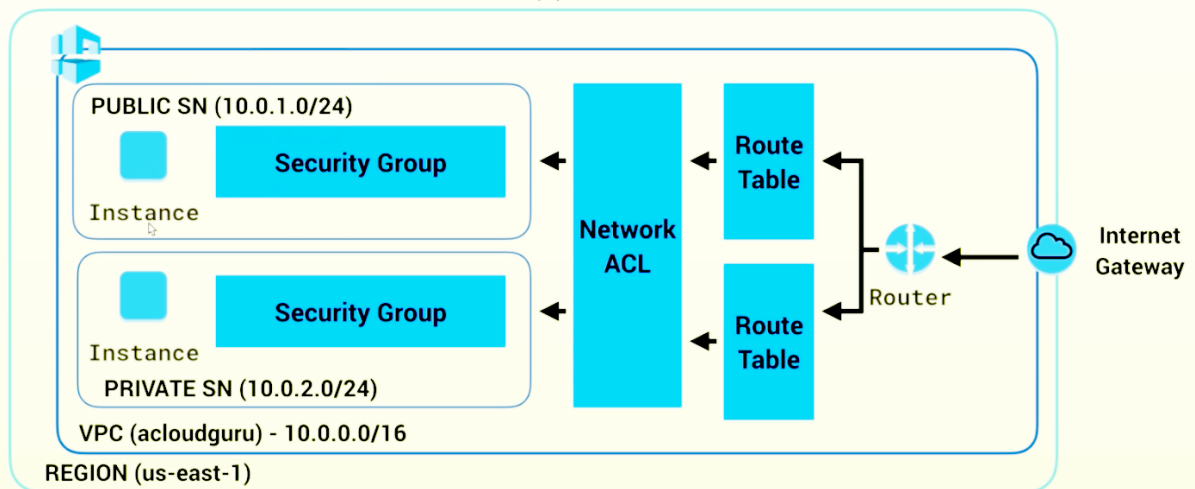 PUBLIC SN (10.0.1.0/24)
Security Group
Instance
Security Group
Instance
PRIVATE SN (10.0.2.0/24)
VPC (acloudguru) - 10.0.0.0/16
REGION (us-east-1)
Network
ACL
Route
Table
Route
Table
Router
Internet
Gateway